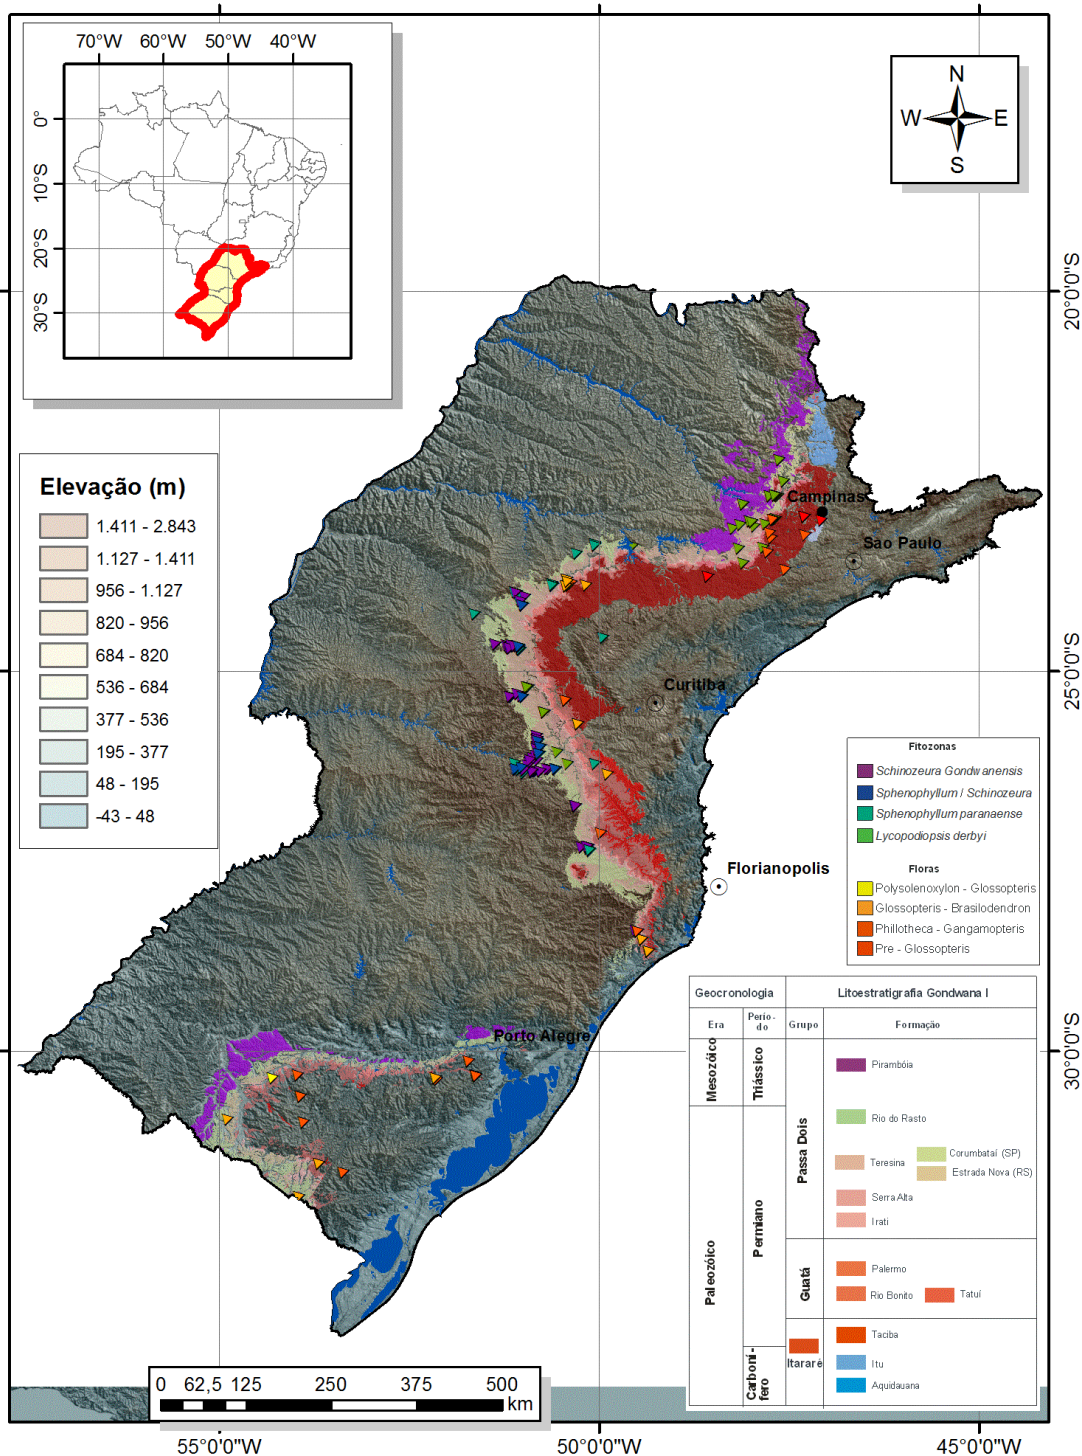 70°W 60°W 50°W 40°W
0°
10°S
20°S
30°S
N
W E
S
20°0'0"S
25°0'0"S
30°0'0"S
Elevação (m)
1.411 - 2.843
1.127 - 1.411
956 - 1.127
820 - 956
684 - 820
536 - 684
377 - 536
195 - 377
48 - 195
-43 - 48
Campinas
Sao Paulo
Curitiba
Florianopolis
Porto Alegre
Fitozonas
Schinozeura Gondwanensis
Sphenophyllum / Schinozeura
Sphenophyllum paranaense
Lycopodiopsis derbyi
Floras
Polysolenoxylon - Glossopteris
Glossopteris - Brasilodendron
Phillotheca - Gangamopteris
Pre - Glossopteris
Geocronologia
Litoestratigrafia Gondwana I
Era
Perío-
do
Grupo
Formação
Mesozóico
Triássico
Paleozóico
Permiano
Carboní-
fero
Passa Dois
Guatá
Itararé
Pirambóia
Rio do Rasto
Teresina
Corumbataí (SP)
Estrada Nova (RS)
Serra Alta
Irati
Palermo
Rio Bonito
Tatuí
Taciba
Itu
Aquidauana
0 62,5 125 250 375 500
km
55°0'0"W
50°0'0"W
45°0'0"W